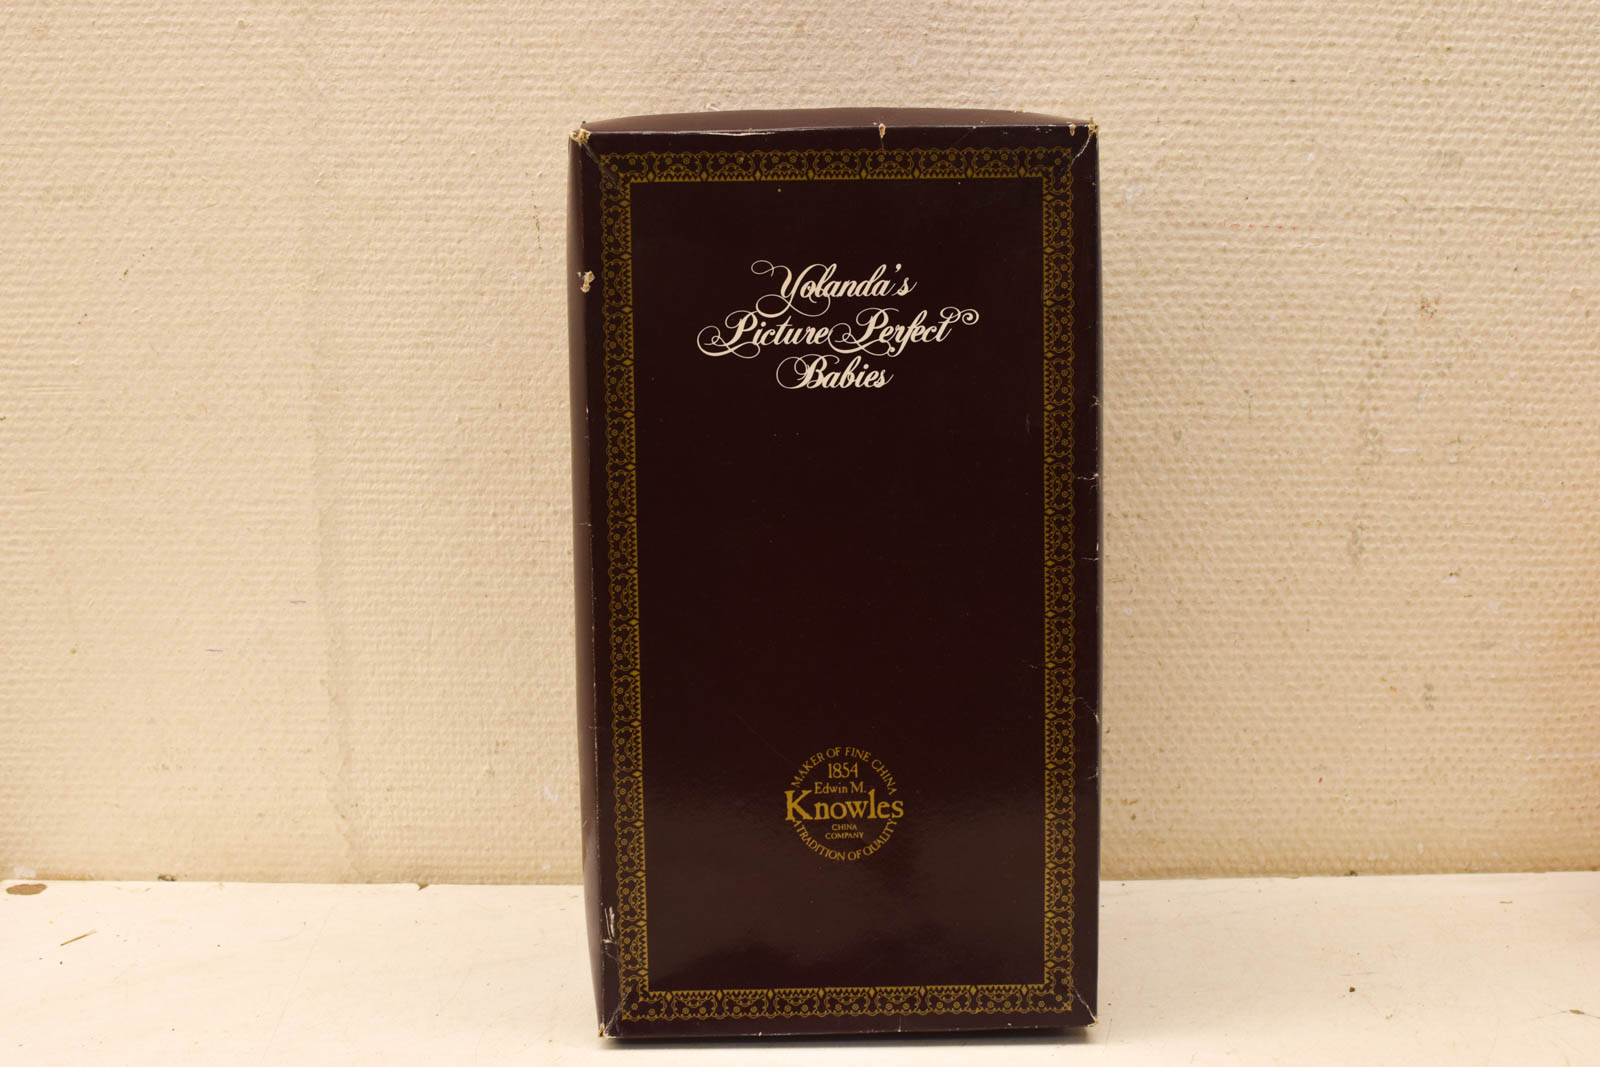 Yolanda's
Picture Perfect
Babies
MAKER OF FINE CHINA
1854
Edwin M.
Knowles
CHINA
COMPANY
A TRADITION OF QUALITY